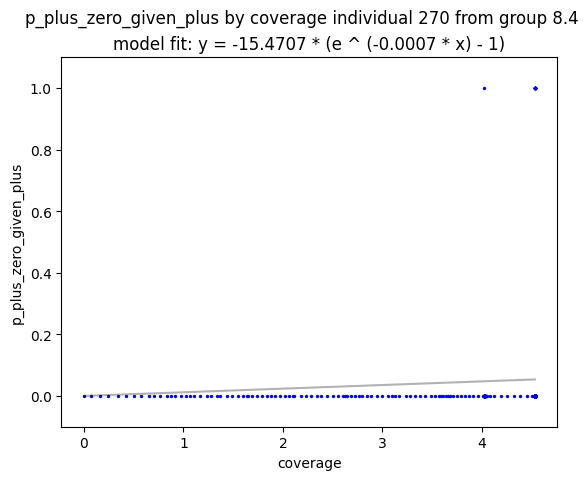 p_plus_zero_given_plus by coverage individual 270 from group 8.4
model fit: y = -15.4707 * (e ^ (-0.0007 * x) - 1)
1.0
0.8
0.6
0.4
0.2
0.0
p_plus_zero_given_plus
0 1 2 3 4
coverage